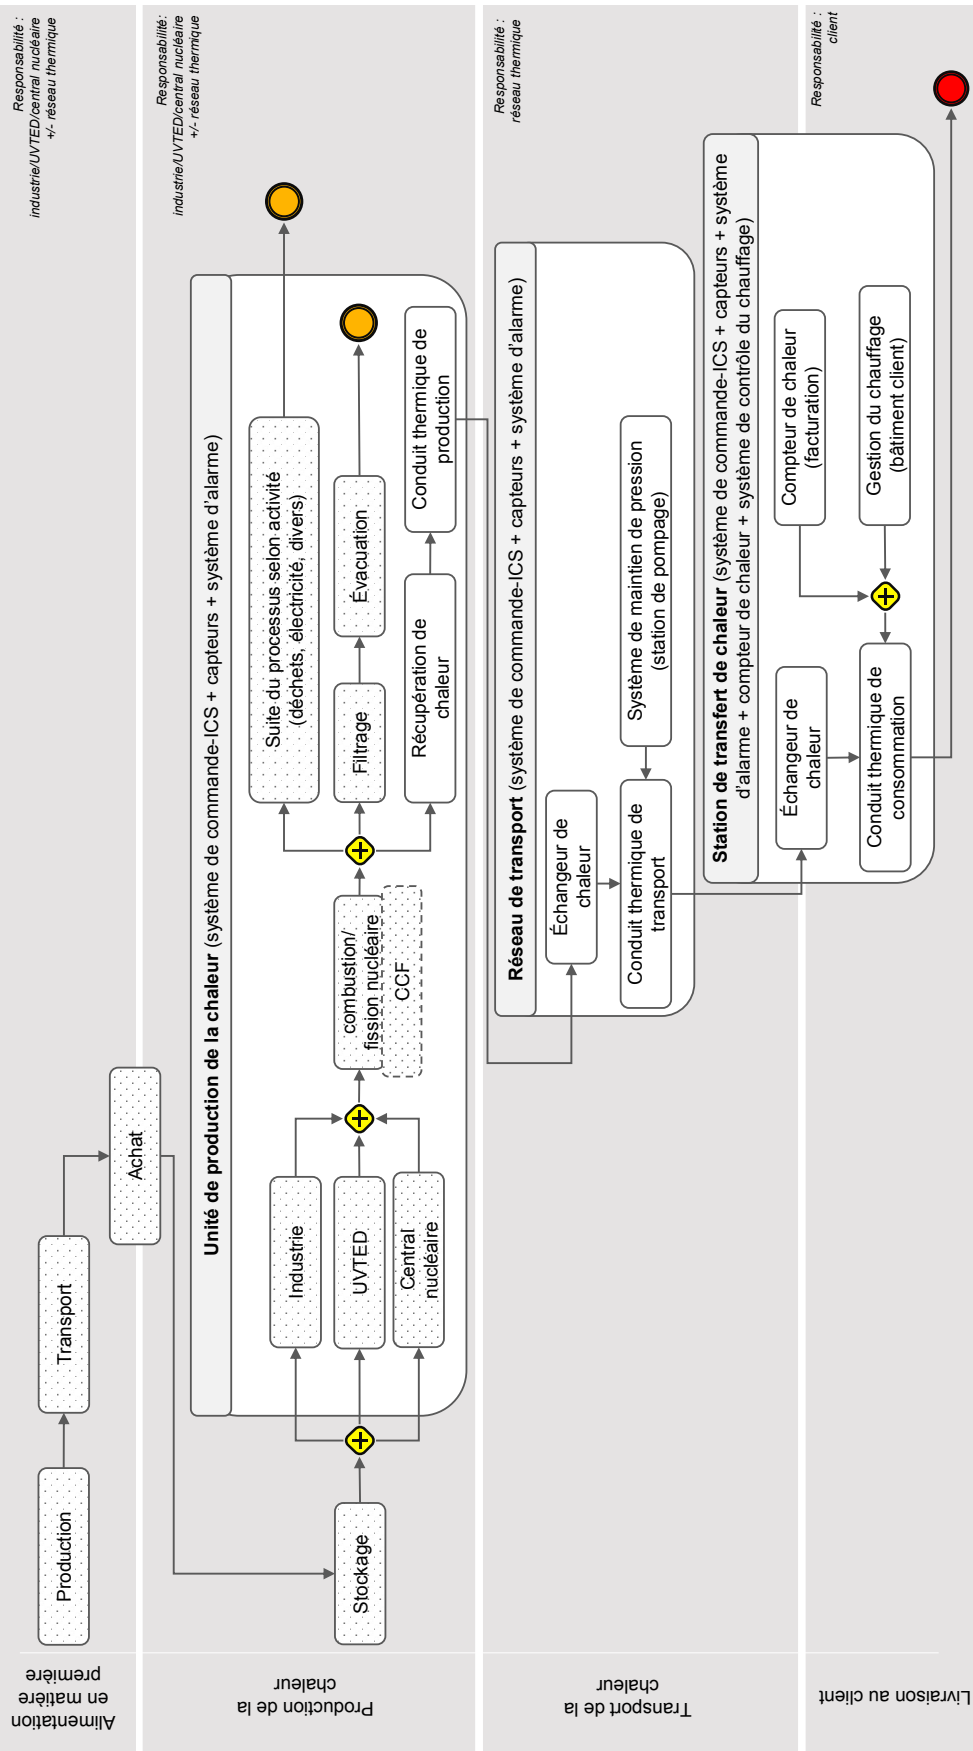 Alimentation
en matière
première
Responsabilité :
industrie/UVTED/central nucléaire
+/- réseau thermique
Production
Transport
Achat
Production de la
chaleur
Responsabilité:
industrie/UVTED/central nucléaire
+/- réseau thermique
Stockage
Unité de production de la chaleur (système de commande-ICS + capteurs + système d'alarme)
Industrie
UVTED
Central
nucléaire
combustion/
fission nucléaire
CCF
Suite du processus selon activité
(déchets, électricité, divers)
Filtrage
Évacuation
Récupération de
chaleur
Conduit thermique de
production
Transport de la
chaleur
Responsabilité :
réseau thermique
Réseau de transport (système de commande-ICS + capteurs + système d'alarme)
Échangeur de
chaleur
Conduit thermique de
transport
Système de maintien de pression
(station de pompage)
Livraison au client
Responsabilité :
client
Station de transfert de chaleur (système de commande-ICS + capteurs + système
d'alarme + compteur de chaleur + système de contrôle du chauffage)
Échangeur de
chaleur
Conduit thermique de
consommation
Compteur de chaleur
(facturation)
Gestion du chauffage
(bâtiment client)